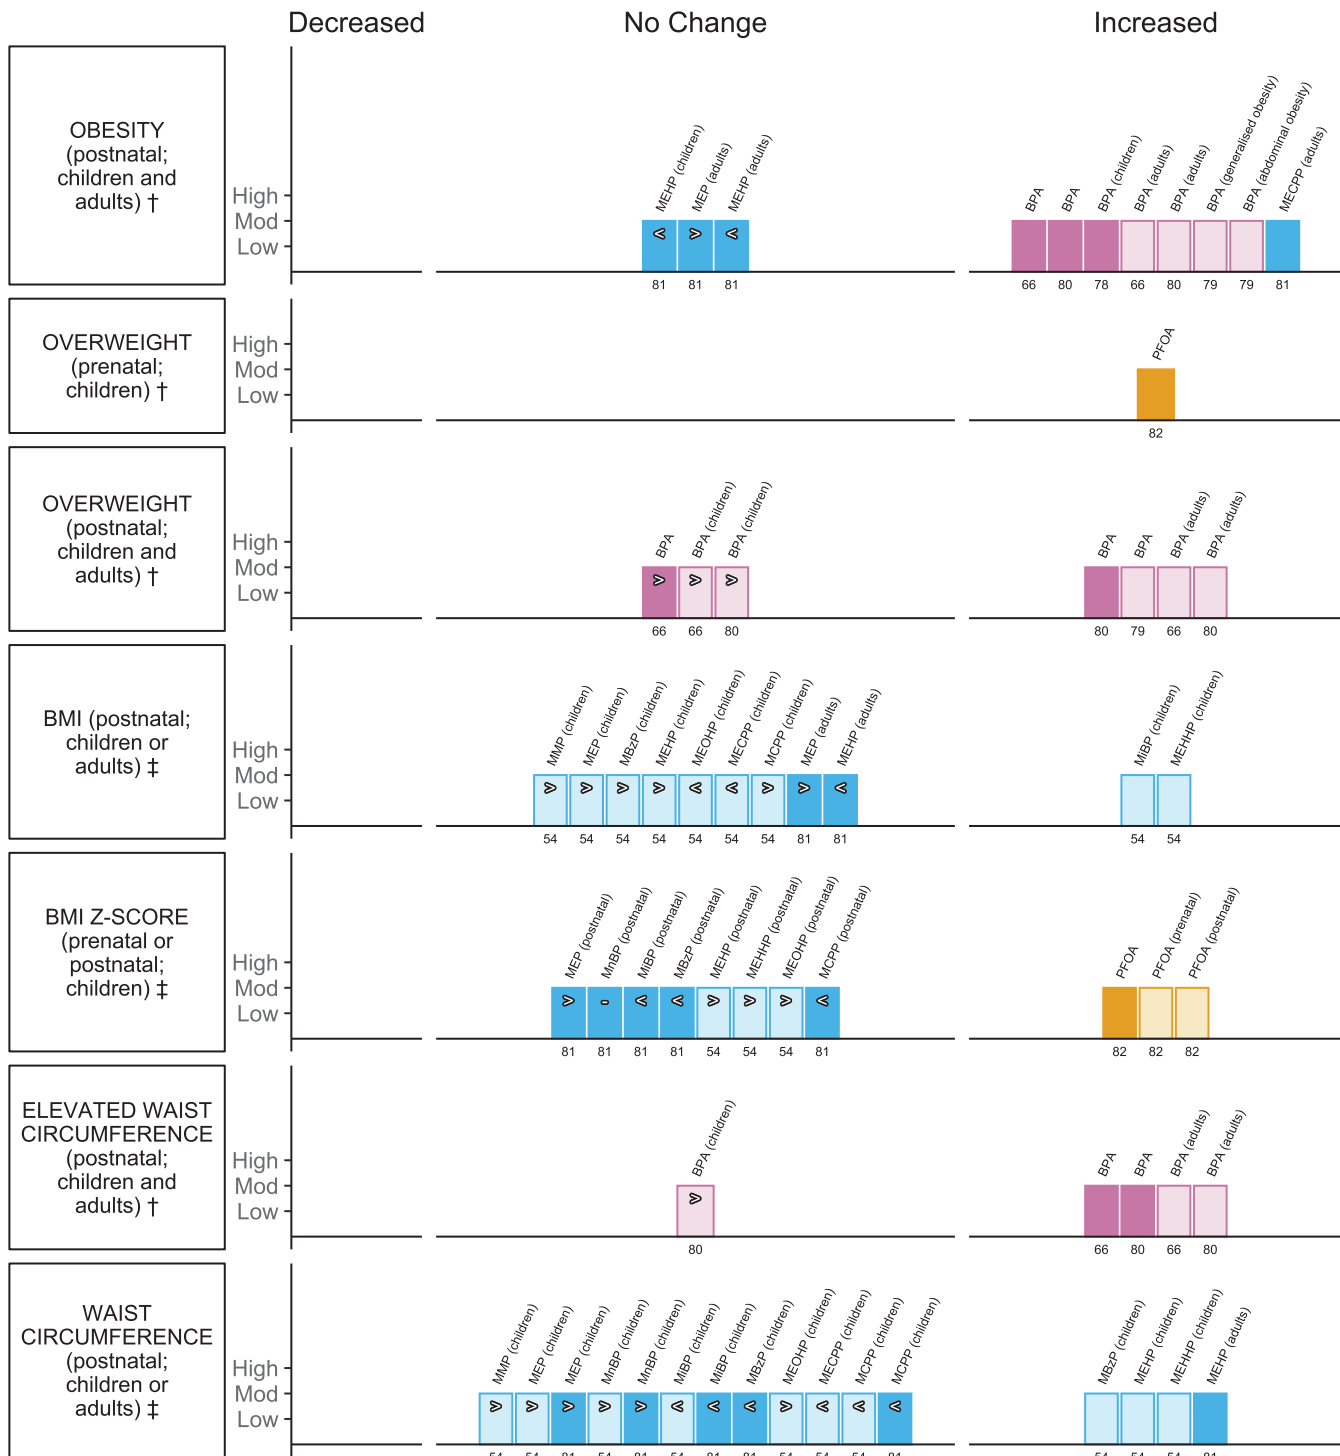 Decreased No Change Increased
OBESITY
(postnatal;
children and
adults) †
High
Mod
Low
MEHP (children)
MEP (adults)
MEHP (adults)
BPA
BPA
BPA (children)
BPA (adults)
BPA (adults)
BPA (generalised obesity)
BPA (abdominal obesity)
MECPP (adults)
81 81 81 66 80 78 66 80 79 79 81
OVERWEIGHT
(prenatal;
children) †
High
Mod
Low
PFOA
82
OVERWEIGHT
(postnatal;
children and
adults) †
High
Mod
Low
BPA
BPA (children)
BPA (children)
BPA
BPA
BPA (adults)
BPA (adults)
66 66 80 80 79 66 80
BMI (postnatal;
children or
adults) ‡
High
Mod
Low
MMP (children)
MEP (children)
MBzP (children)
MEHP (children)
MEOHP (children)
MECPP (children)
MCPP (children)
MEP (adults)
MEHP (adults)
MiBP (children)
MEHHP (children)
54 54 54 54 54 54 54 81 81 54 54
BMI Z-SCORE
(prenatal or
postnatal;
children) ‡
High
Mod
Low
MEP (postnatal)
MnBP (postnatal)
MiBP (postnatal)
MBzP (postnatal)
MEHP (postnatal)
MEHHP (postnatal)
MEOHP (postnatal)
MCPP (postnatal)
PFOA
PFOA (prenatal)
PFOA (postnatal)
81 81 81 81 54 54 54 81 82 82 82
ELEVATED WAIST
CIRCUMFERENCE
(postnatal;
children and
adults) †
High
Mod
Low
BPA (children)
BPA
BPA
BPA (adults)
BPA (adults)
80 66 80 66 80
WAIST
CIRCUMFERENCE
(postnatal;
children or
adults) ‡
High
Mod
Low
MMP (children)
MEP (children)
MEP (children)
MnBP (children)
MnBP (children)
MiBP (children)
MiBP (children)
MBzP (children)
MEOHP (children)
MECPP (children)
MCPP (children)
MCPP (children)
MBzP (children)
MEHP (children)
MEHHP (children)
MEHP (adults)